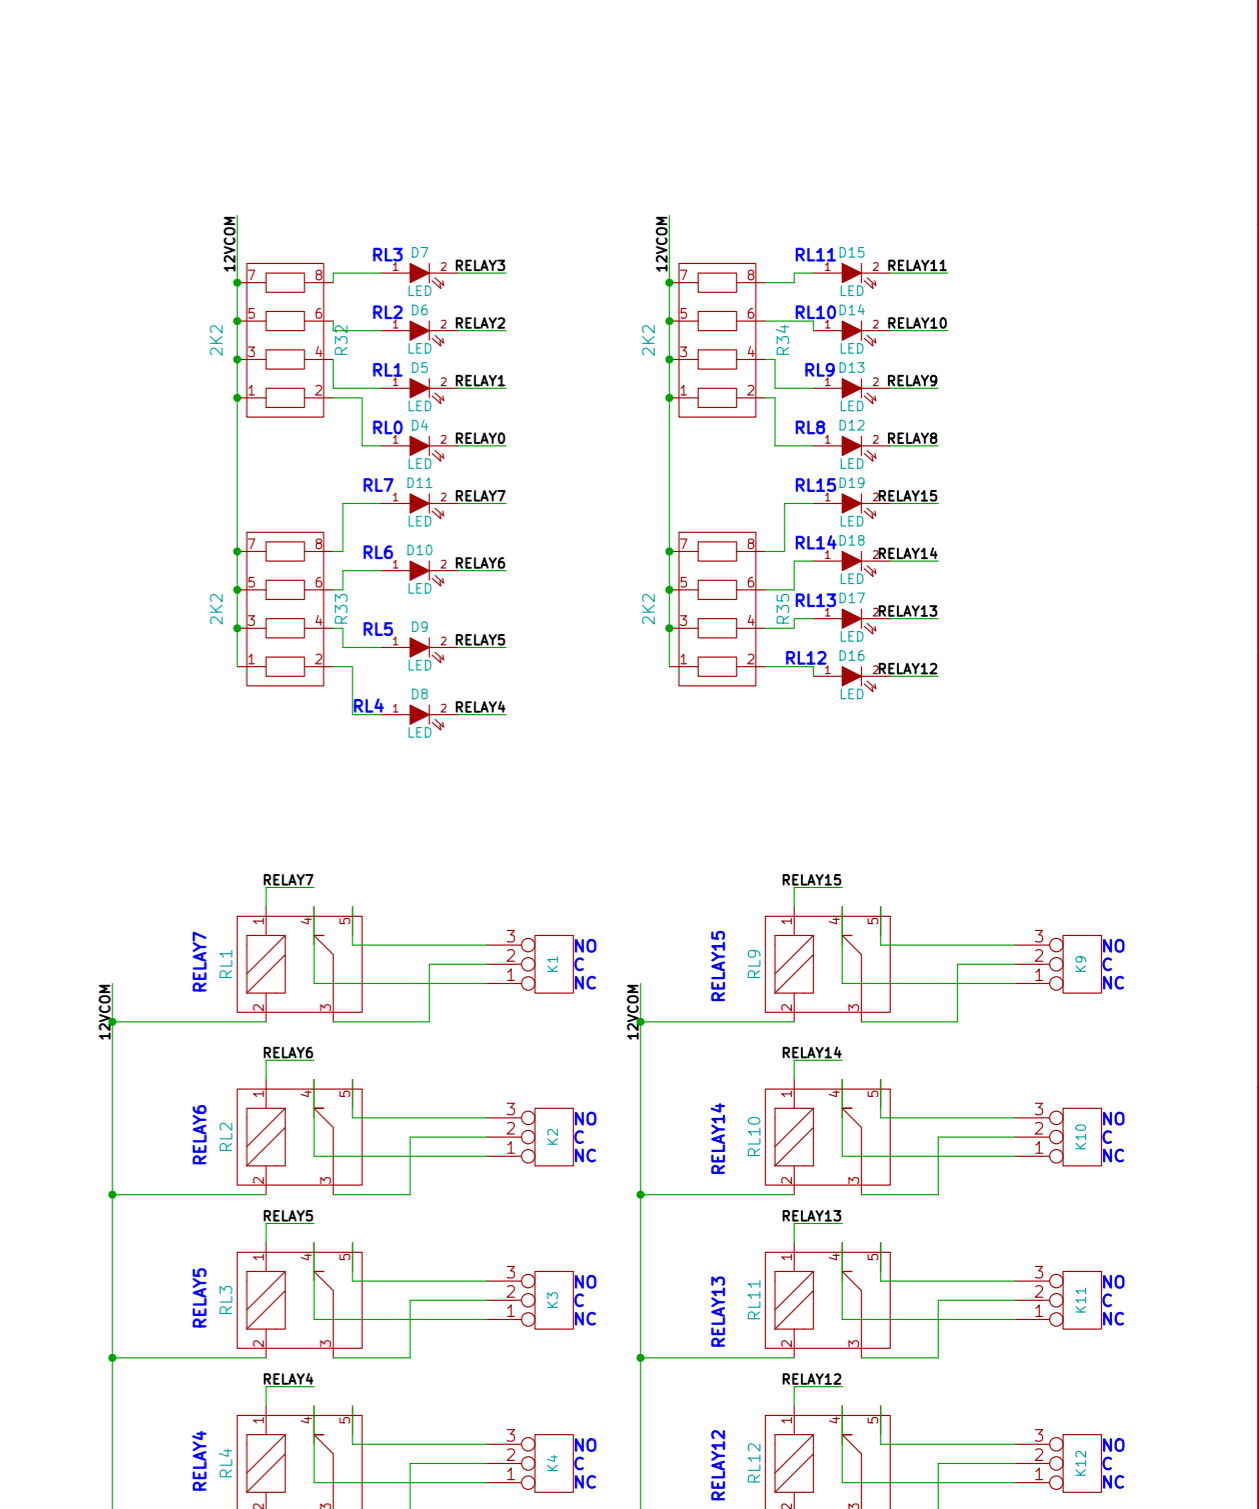 12VCOM
2K2
R32
7 8
5 6
3 4
1 2
RL3 D7
1 2 RELAY3
LED
RL2 D6
1 2 RELAY2
LED
RL1 D5
1 2 RELAY1
LED
RL0 D4
1 2 RELAY0
LED
RL7 D11
1 2 RELAY7
LED
2K2
R33
7 8
5 6
3 4
1 2
RL6 D10
1 2 RELAY6
LED
RL5 D9
1 2 RELAY5
LED
RL4 D8
1 2 RELAY4
LED
12VCOM
2K2
R34
7 8
5 6
3 4
1 2
RL11 D15
1 2 RELAY11
LED
RL10 D14
1 2 RELAY10
LED
RL9 D13
1 2 RELAY9
LED
RL8 D12
1 2 RELAY8
LED
RL15 D19
1 2 RELAY15
LED
2K2
R35
7 8
5 6
3 4
1 2
RL14 D18
1 2 RELAY14
LED
RL13 D17
1 2 RELAY13
LED
RL12 D16
1 2 RELAY12
LED
12VCOM
RELAY7
RELAY7
RL1
1 4 5
2 3
3 NO
2 C
1 NC
K1
RELAY6
RELAY6
RL2
1 4 5
2 3
3 NO
2 C
1 NC
K2
RELAY5
RELAY5
RL3
1 4 5
2 3
3 NO
2 C
1 NC
K3
RELAY4
RELAY4
RL4
1 4 5
2 3
3 NO
2 C
1 NC
K4
12VCOM
RELAY15
RELAY15
RL9
1 4 5
2 3
3 NO
2 C
1 NC
K9
RELAY14
RELAY14
RL10
1 4 5
2 3
3 NO
2 C
1 NC
K10
RELAY13
RELAY13
RL11
1 4 5
2 3
3 NO
2 C
1 NC
K11
RELAY12
RELAY12
RL12
1 4 5
2 3
3 NO
2 C
1 NC
K12